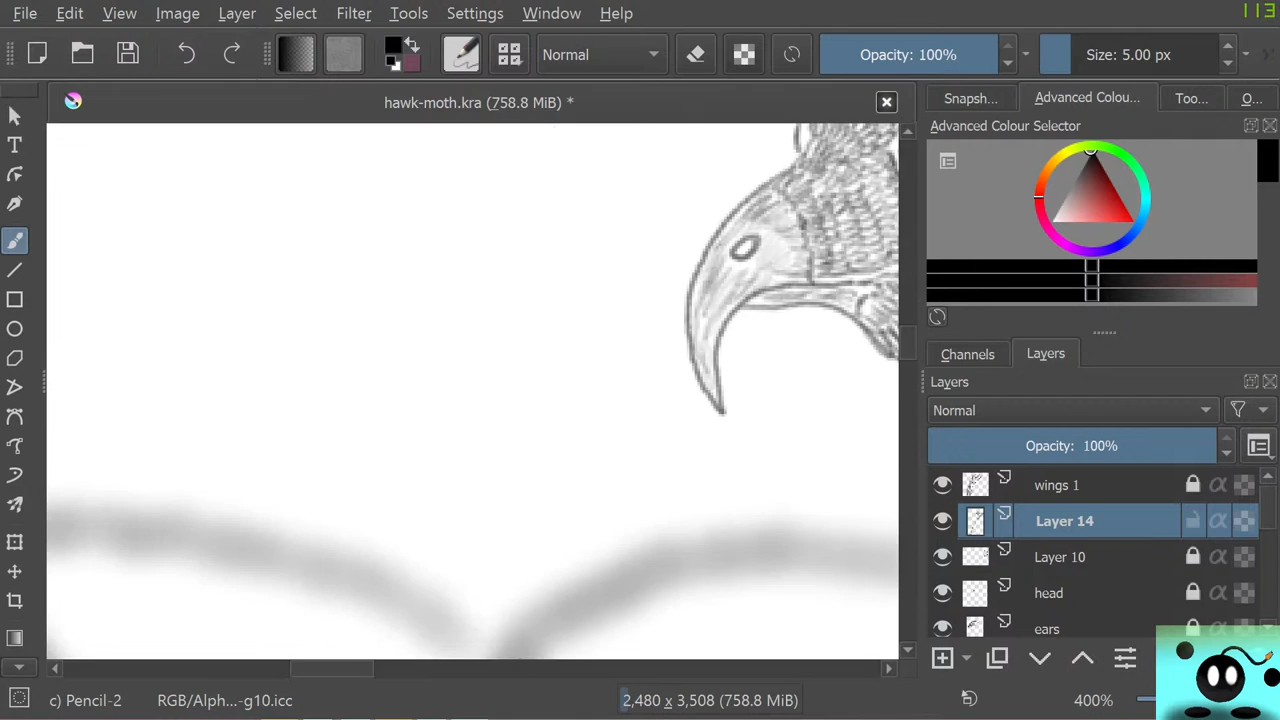 File Edit View Image Layer Select Filter Tools Settings Window Help
113
Normal
Opacity: 100%
Size: 5.00 px
hawk-moth.kra (758.8 MiB) *
Snapsh... Advanced Colou... Too... O...
Advanced Colour Selector
Channels Layers
Layers
Normal
Opacity: 100%
wings 1
Layer 14
Layer 10
head
ears
c) Pencil-2 RGB/Alph...-g10.icc 2,480 x 3,508 (758.8 MiB) 400%